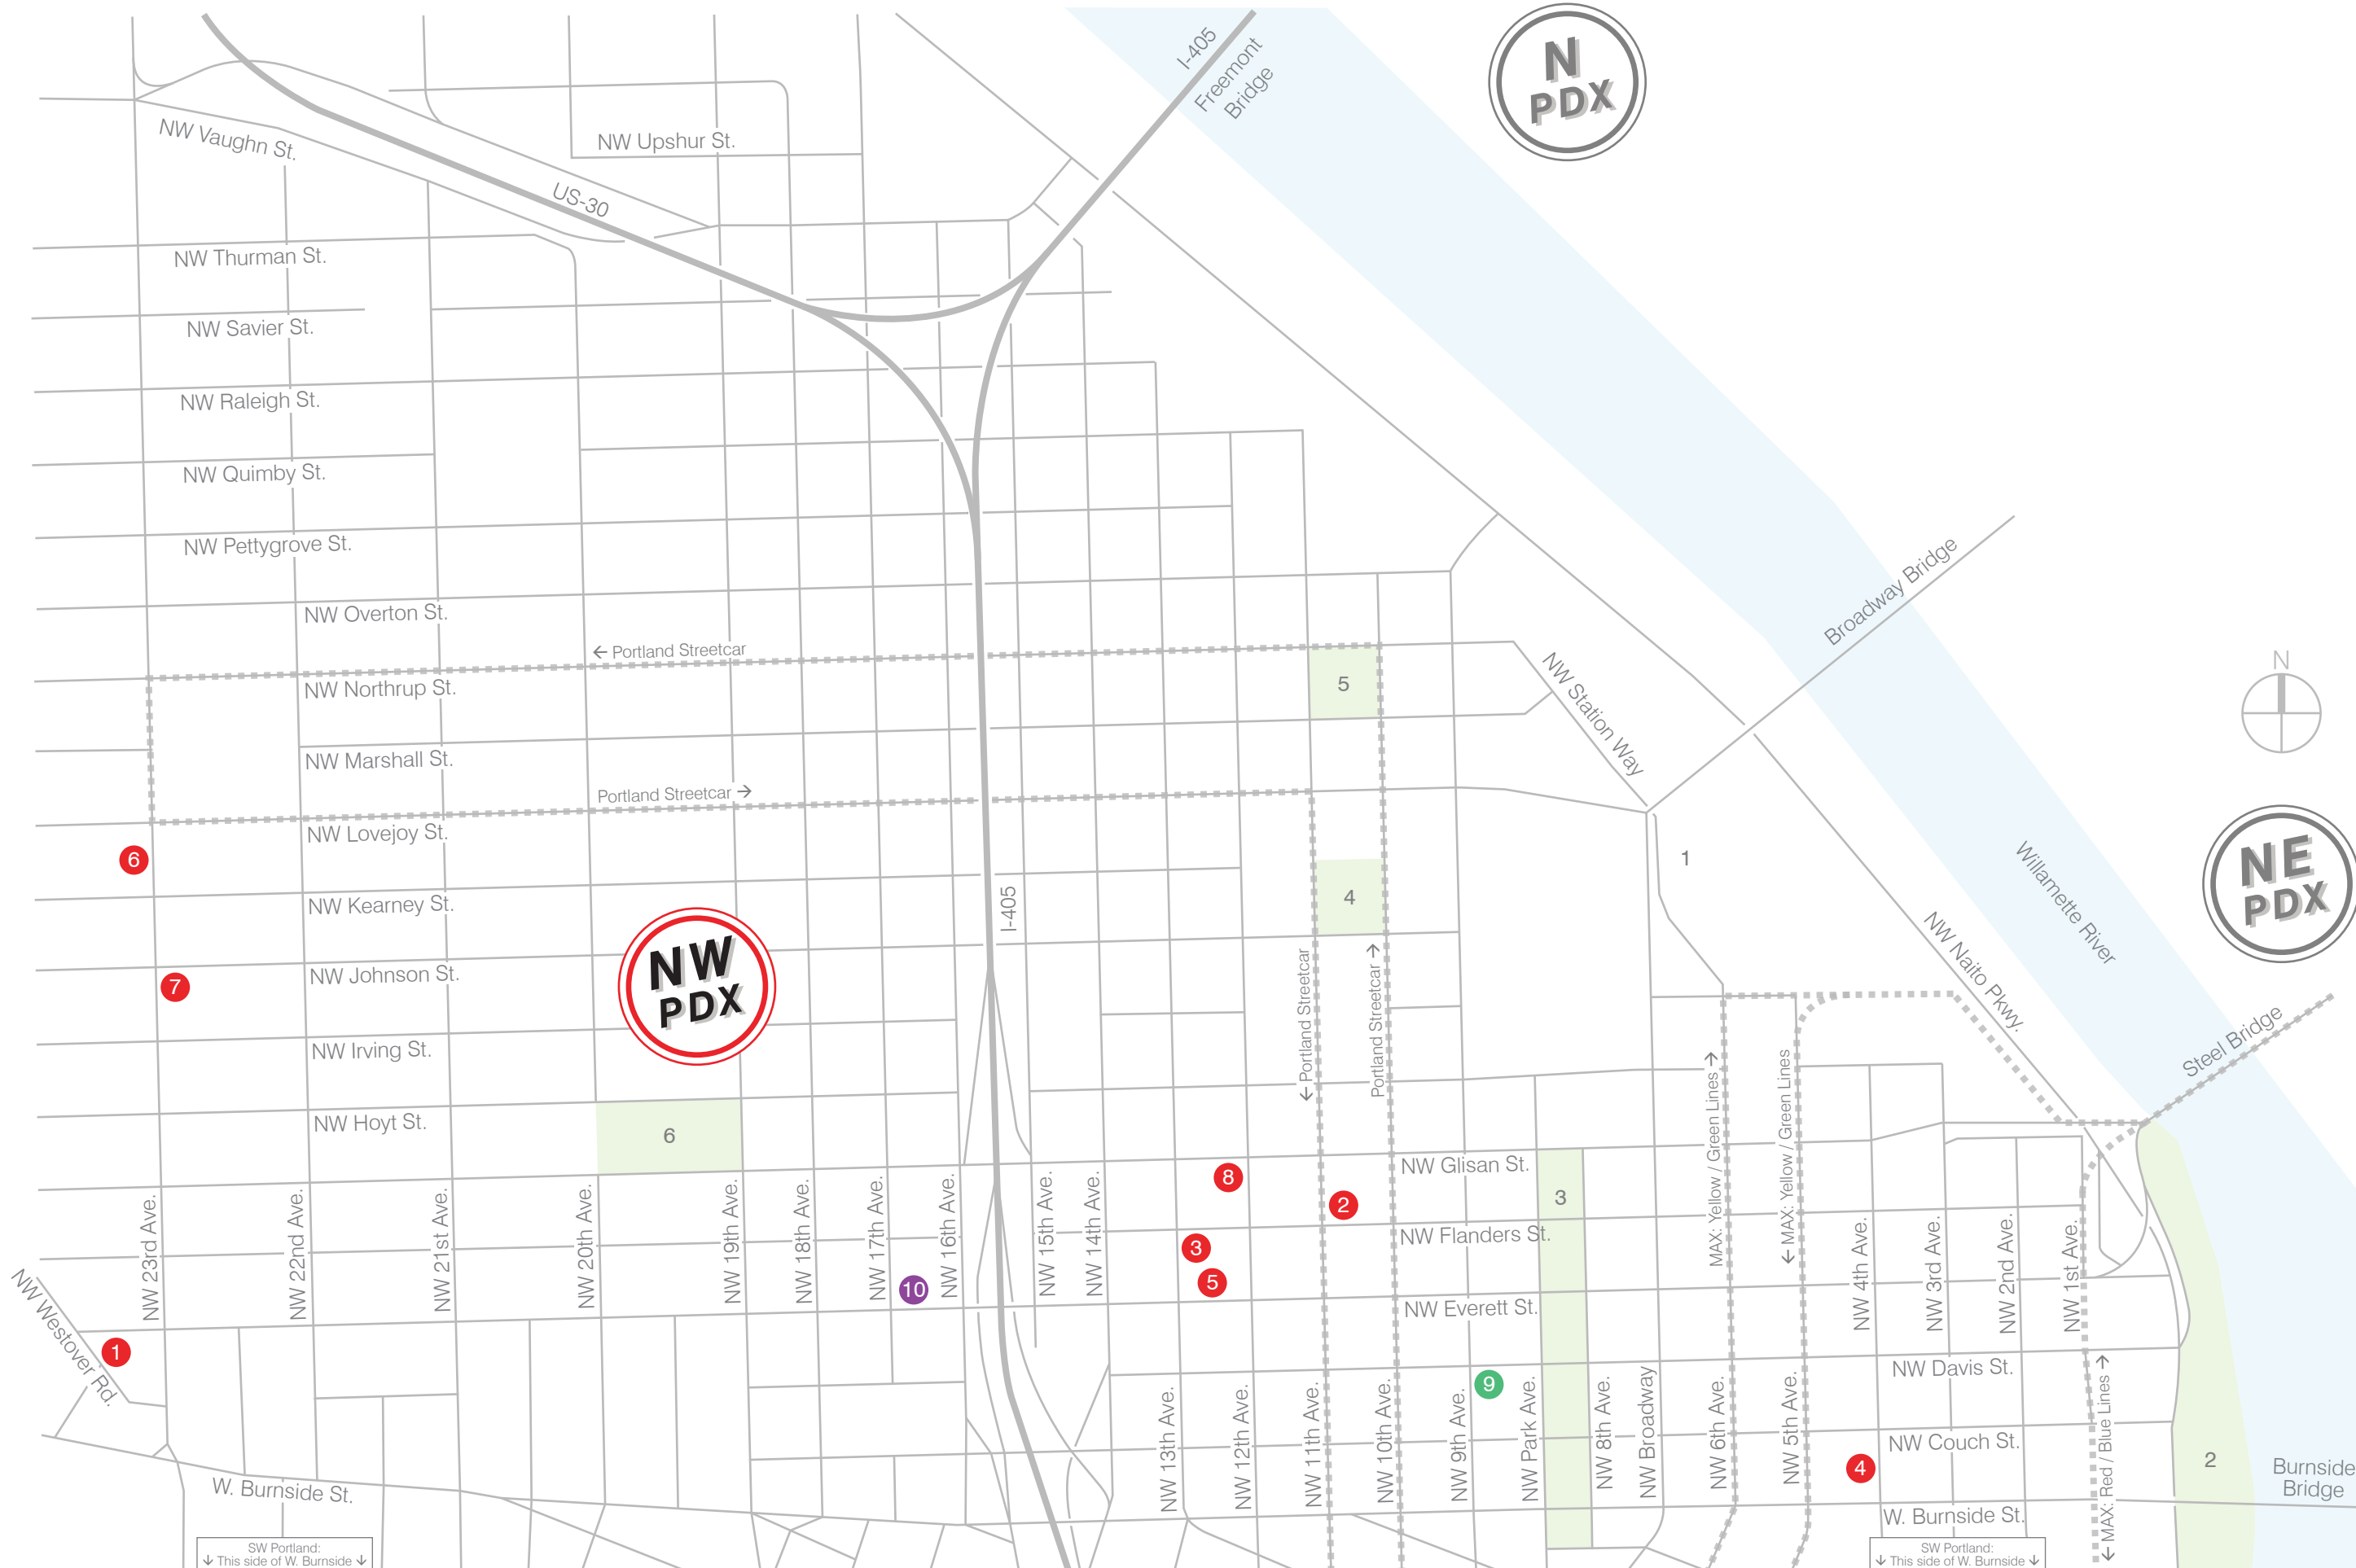 I-405
Freemont
Bridge
N
PDX
NW Vaughn St.
NW Upshur St.
US-30
NW Thurman St.
NW Savier St.
NW Raleigh St.
NW Quimby St.
NW Pettygrove St.
Broadway Bridge
NW Overton St.
← Portland Streetcar
NW Northrup St.
5
NW Station Way
N
NW Marshall St.
Portland Streetcar →
NW Lovejoy St.
6
1
Willamette River
NE
PDX
4
I-405
NW Kearney St.
NW Naito Pkwy.
NW
PDX
NW Johnson St.
7
← Portland Streetcar
Portland Streetcar →
NW Irving St.
Steel Bridge
MAX: Yellow / Green Lines →
← MAX: Yellow / Green Lines
NW Hoyt St.
6
NW Glisan St.
8
2
3
NW Flanders St.
3
5
NW 23rd Ave.
NW 22nd Ave.
NW 21st Ave.
NW 20th Ave.
NW 19th Ave.
NW 18th Ave.
NW 17th Ave.
10
NW 16th Ave.
NW 15th Ave.
NW 14th Ave.
NW 4th Ave.
NW 3rd Ave.
NW 2nd Ave.
NW 1st Ave.
NW Everett St.
NW Westover Rd.
1
NW Davis St.
9
NW 13th Ave.
NW 12th Ave.
NW 11th Ave.
NW 10th Ave.
NW 9th Ave.
NW Park Ave.
NW 8th Ave.
NW Broadway
NW 6th Ave.
NW 5th Ave.
NW Couch St.
4
← MAX: Red / Blue Lines →
2
Burnside
Bridge
W. Burnside St.
W. Burnside St.
SW Portland:
↓ This side of W. Burnside ↓
SW Portland:
↓ This side of W. Burnside ↓